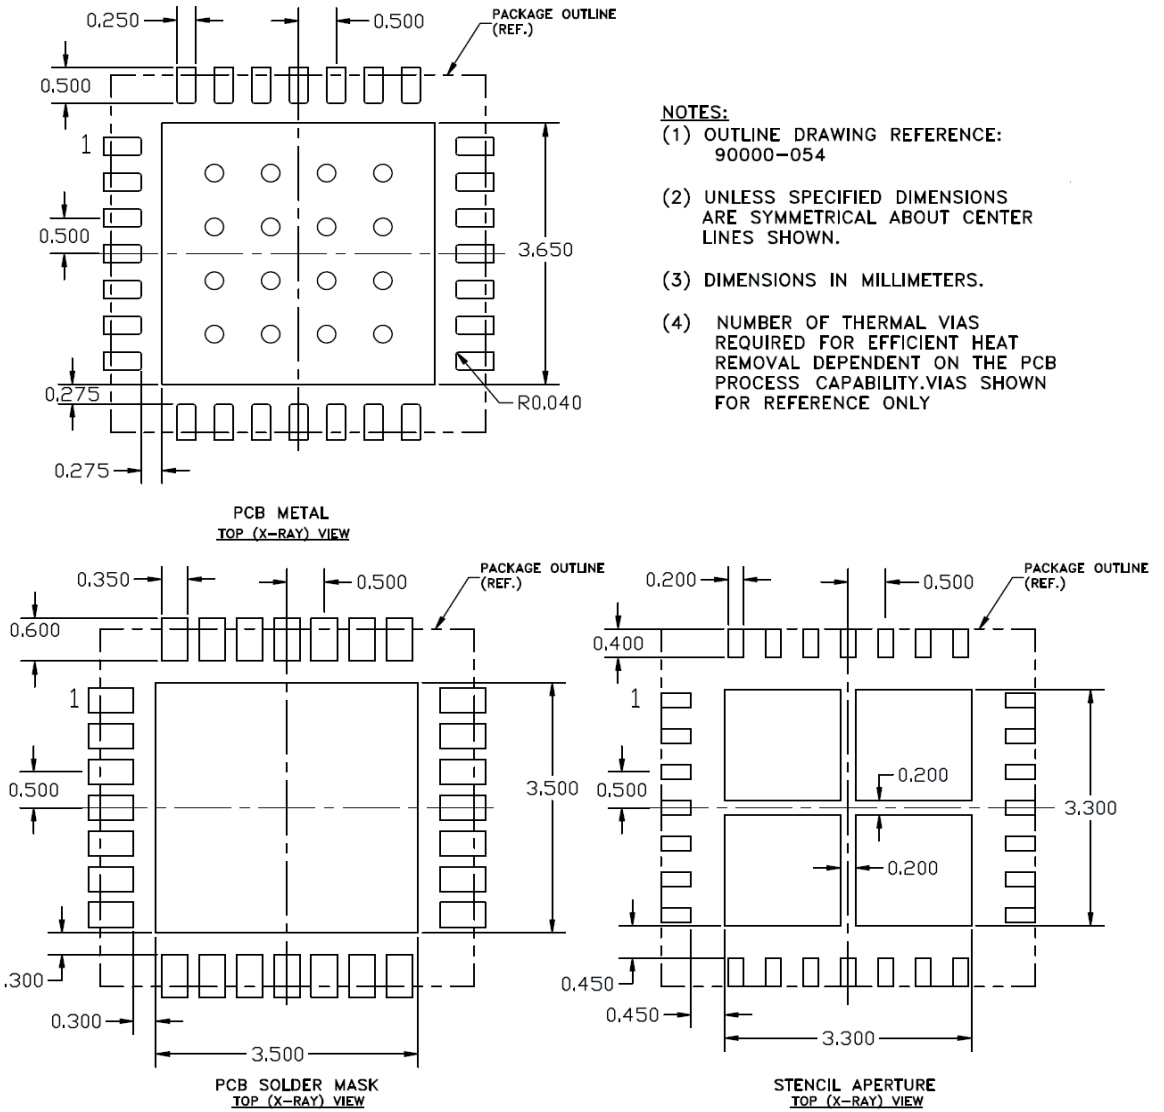 0.250
0.500
PACKAGE OUTLINE
(REF.)
0.500
1
0.500
3.650
0.275
R0.040
0.275
PCB METAL
TOP (X-RAY) VIEW
NOTES:
(1) OUTLINE DRAWING REFERENCE:
90000-054
(2) UNLESS SPECIFIED DIMENSIONS
ARE SYMMETRICAL ABOUT CENTER
LINES SHOWN.
(3) DIMENSIONS IN MILLIMETERS.
(4) NUMBER OF THERMAL VIAS
REQUIRED FOR EFFICIENT HEAT
REMOVAL DEPENDENT ON THE PCB
PROCESS CAPABILITY.VIAS SHOWN
FOR REFERENCE ONLY
0.350
0.500
PACKAGE OUTLINE
(REF.)
0.600
1
0.500
3.500
.300
0.300
3.500
PCB SOLDER MASK
TOP (X-RAY) VIEW
0.200
0.500
PACKAGE OUTLINE
(REF.)
0.400
1
0.200
0.500
3.300
0.200
0.450
0.450
3.300
STENCIL APERTURE
TOP (X-RAY) VIEW